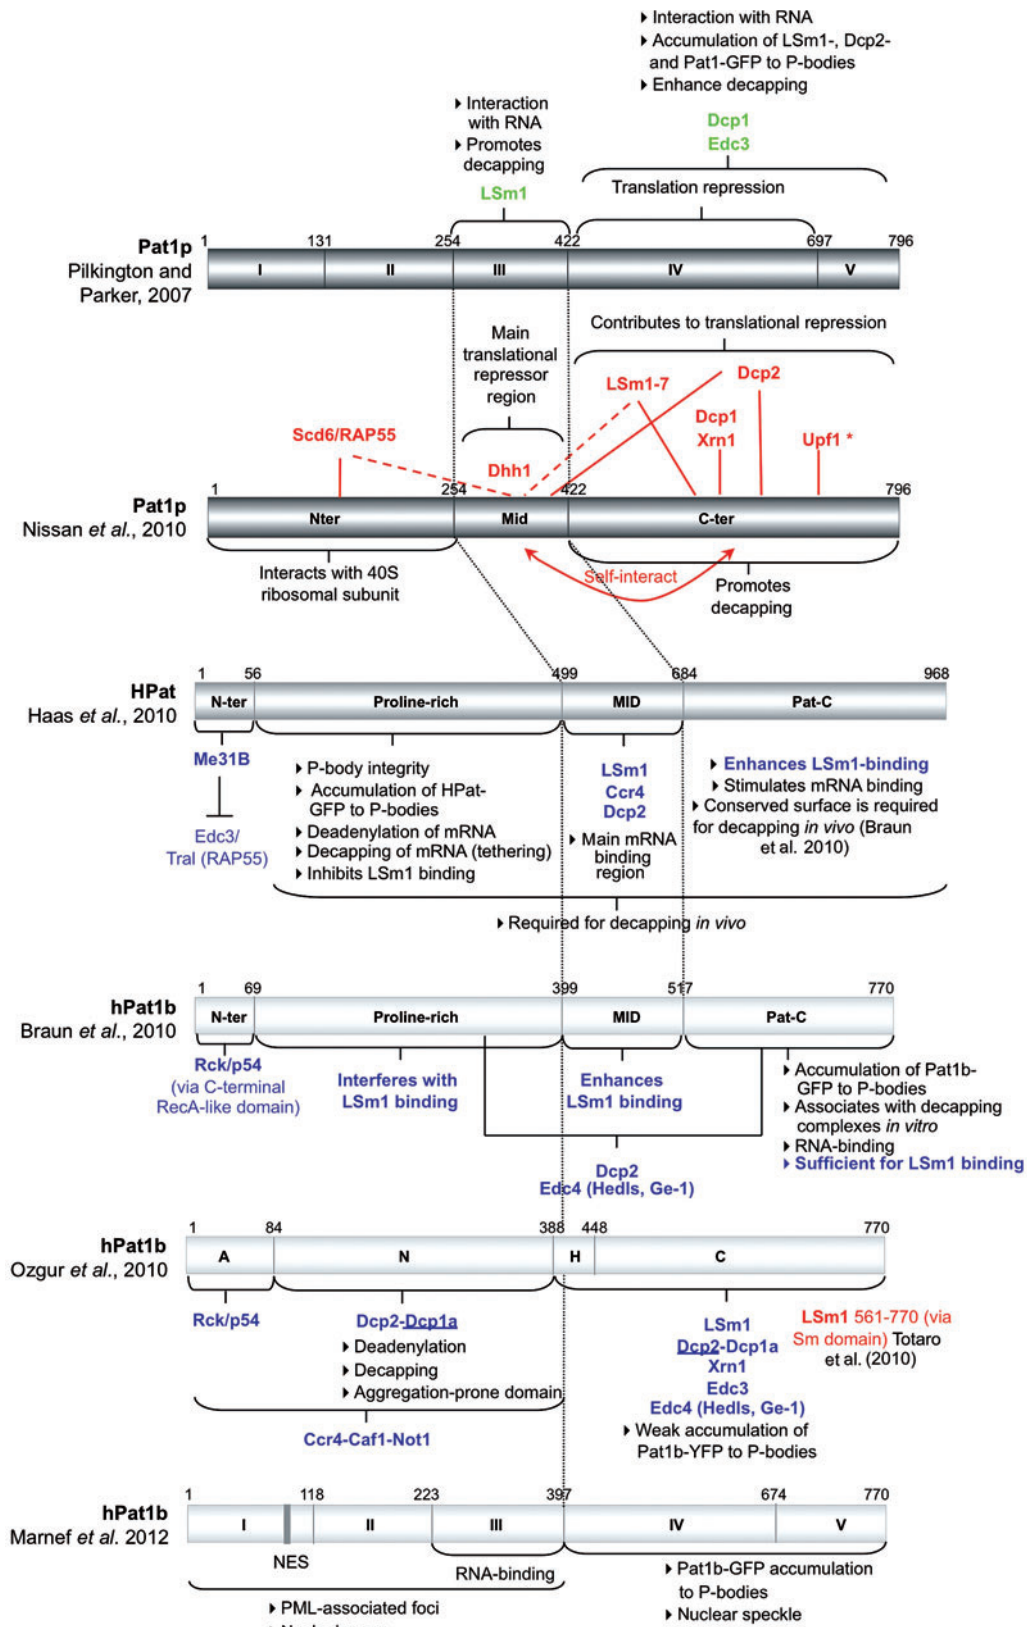 ▸ Interaction with RNA
▸ Accumulation of LSm1-, Dcp2-
and Pat1-GFP to P-bodies
▸ Enhance decapping
▸ Interaction
with RNA
▸ Promotes
decapping
Dcp1
Edc3
LSm1
Translation repression
1 131 254 422 697 796
Pat1p
Pilkington and
Parker, 2007
I II III IV V
Contributes to translational repression
Main
translational
repressor
region
LSm1-7
Dcp2
Dcp1
Xrn1
Upf1 *
Scd6/RAP55
Dhh1
1 254 422 796
Pat1p
Nissan et al., 2010
Nter Mid C-ter
Interacts with 40S
ribosomal subunit
Self-interact
Promotes
decapping
1 56 499 684 968
HPat
Haas et al., 2010
N-ter Proline-rich MID Pat-C
Me31B
Edc3/
Tral (RAP55)
▸ P-body integrity
▸ Accumulation of HPat-
GFP to P-bodies
▸ Deadenylation of mRNA
▸ Decapping of mRNA (tethering)
▸ Inhibits LSm1 binding
LSm1
Ccr4
Dcp2
▸ Main mRNA
binding
region
▸ Enhances LSm1-binding
▸ Stimulates mRNA binding
▸ Conserved surface is required
for decapping in vivo (Braun
et al. 2010)
▸ Required for decapping in vivo
1 69 399 517 770
hPat1b
Braun et al., 2010
N-ter Proline-rich MID Pat-C
Rck/p54
(via C-terminal
RecA-like domain)
Interferes with
LSm1 binding
Enhances
LSm1 binding
▸ Accumulation of Pat1b-
GFP to P-bodies
▸ Associates with decapping
complexes in vitro
▸ RNA-binding
▸ Sufficient for LSm1 binding
Dcp2
Edc4 (Hedls, Ge-1)
1 84 388 448 770
hPat1b
Ozgur et al., 2010
A N H C
Rck/p54
Dcp2-Dcp1a
▸ Deadenylation
▸ Decapping
▸ Aggregation-prone domain
Ccr4-Caf1-Not1
LSm1
Dcp2-Dcp1a
Xrn1
Edc3
Edc4 (Hedls, Ge-1)
▸ Weak accumulation of
Pat1b-YFP to P-bodies
LSm1 561-770 (via
Sm domain) Totaro
et al. (2010)
1 118 223 397 674 770
hPat1b
Marnef et al. 2012
I II III IV V
NES
RNA-binding
▸ PML-associated foci
▸ Pat1b-GFP accumulation
to P-bodies
▸ Nuclear speckle